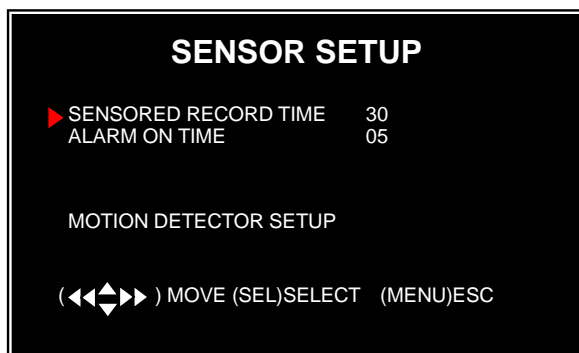 SENSOR SETUP
SENSORED RECORD TIME 30
ALARM ON TIME 05
MOTION DETECTOR SETUP
( ◀◀▲▼▶▶ ) MOVE (SEL)SELECT (MENU)ESC